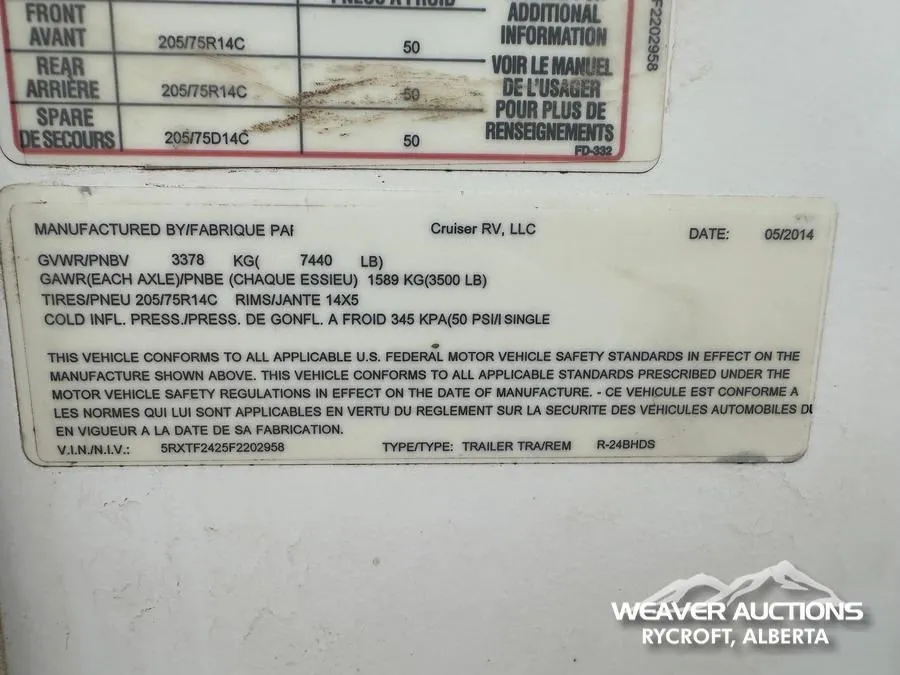 PNEUS À FROID
FRONT
AVANT 205/75R14C 50
REAR
ARRIÈRE 205/75R14C 50
SPARE
DE SECOURS 205/75D14C 50
ADDITIONAL
INFORMATION
VOIR LE MANUEL
DE L'USAGER
POUR PLUS DE
RENSEIGNEMENTS
FD-332
F2202958
MANUFACTURED BY/FABRIQUE PAR Cruiser RV, LLC DATE: 05/2014
GVWR/PNBV 3378 KG( 7440 LB)
GAWR(EACH AXLE)/PNBE (CHAQUE ESSIEU) 1589 KG(3500 LB)
TIRES/PNEU 205/75R14C RIMS/JANTE 14X5
COLD INFL. PRESS./PRESS. DE GONFL. A FROID 345 KPA(50 PSI/ SINGLE
THIS VEHICLE CONFORMS TO ALL APPLICABLE U.S. FEDERAL MOTOR VEHICLE SAFETY STANDARDS IN EFFECT ON THE
MANUFACTURE SHOWN ABOVE. THIS VEHICLE CONFORMS TO ALL APPLICABLE STANDARDS PRESCRIBED UNDER THE
MOTOR VEHICLE SAFETY REGULATIONS IN EFFECT ON THE DATE OF MANUFACTURE. - CE VEHICULE EST CONFORME A
LES NORMES QUI LUI SONT APPLICABLES EN VERTU DU REGLEMENT SUR LA SECURITE DES VEHICULES AUTOMOBILES DU
EN VIGUEUR A LA DATE DE SA FABRICATION.
V.I.N./N.I.V.: 5RXTF2425F2202958 TYPE/TYPE: TRAILER TRA/REM R-24BHDS
WEAVER AUCTIONS
RYCROFT, ALBERTA